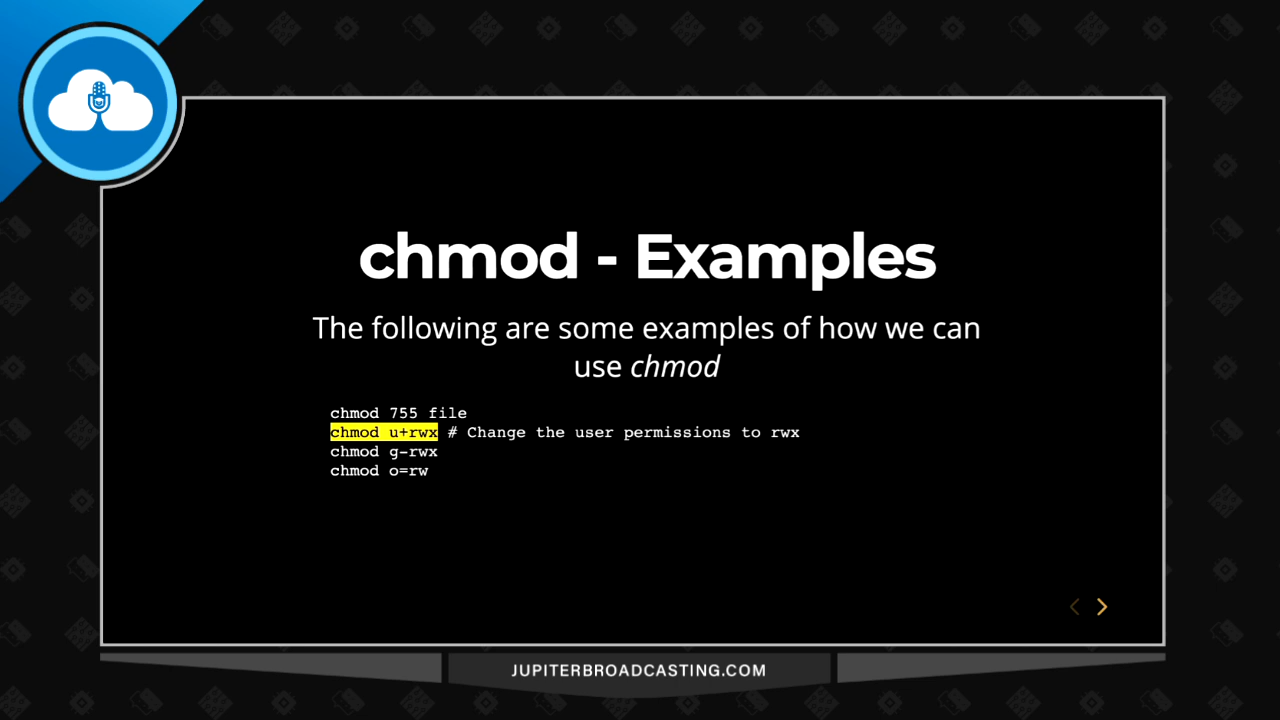 chmod - Examples
The following are some examples of how we can
use chmod
chmod 755 file
chmod u+rwx # Change the user permissions to rwx
chmod g-rwx
chmod o=rw
JUPITERBROADCASTING.COM